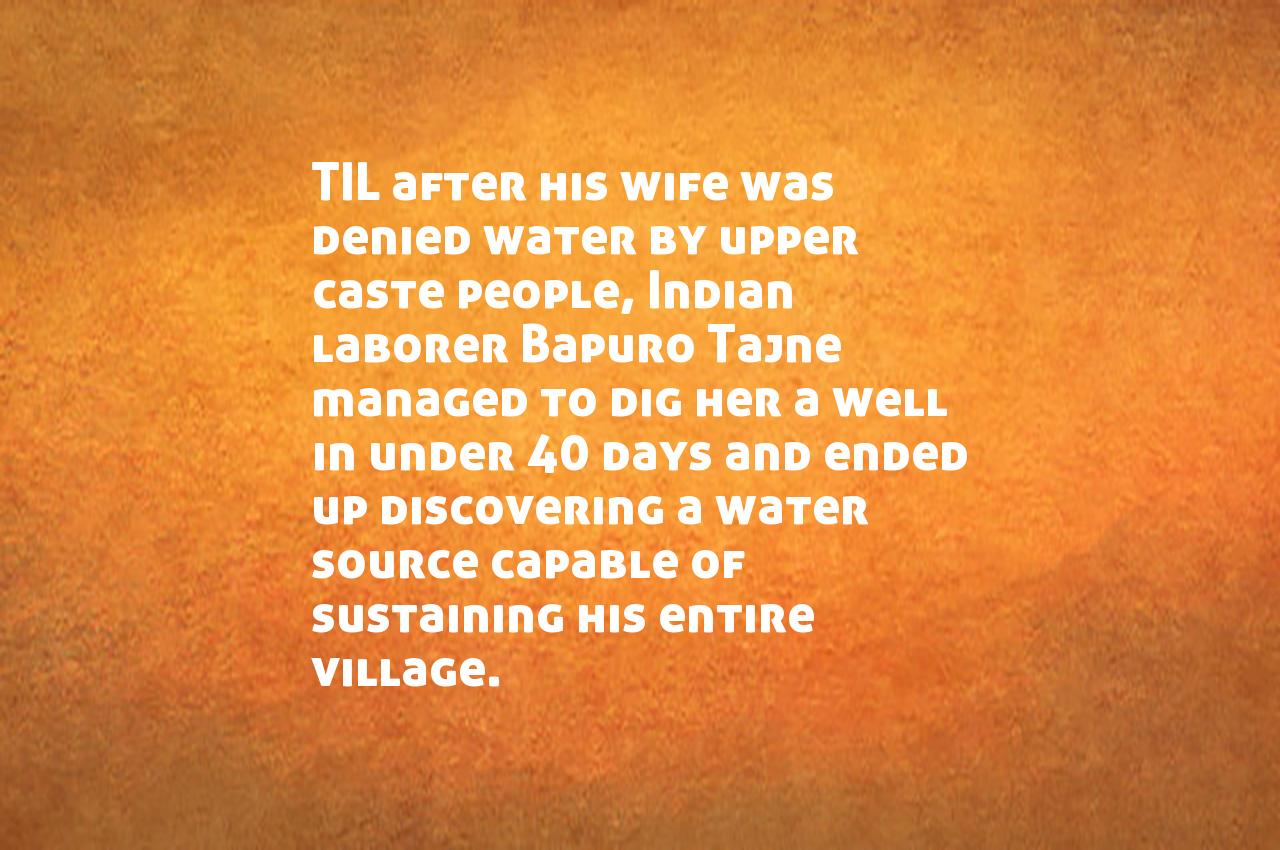 TIL after his wife was
denied water by upper
caste people, Indian
laborer Bapuro Tajne
managed to dig her a well
in under 40 days and ended
up discovering a water
source capable of
sustaining his entire
village.